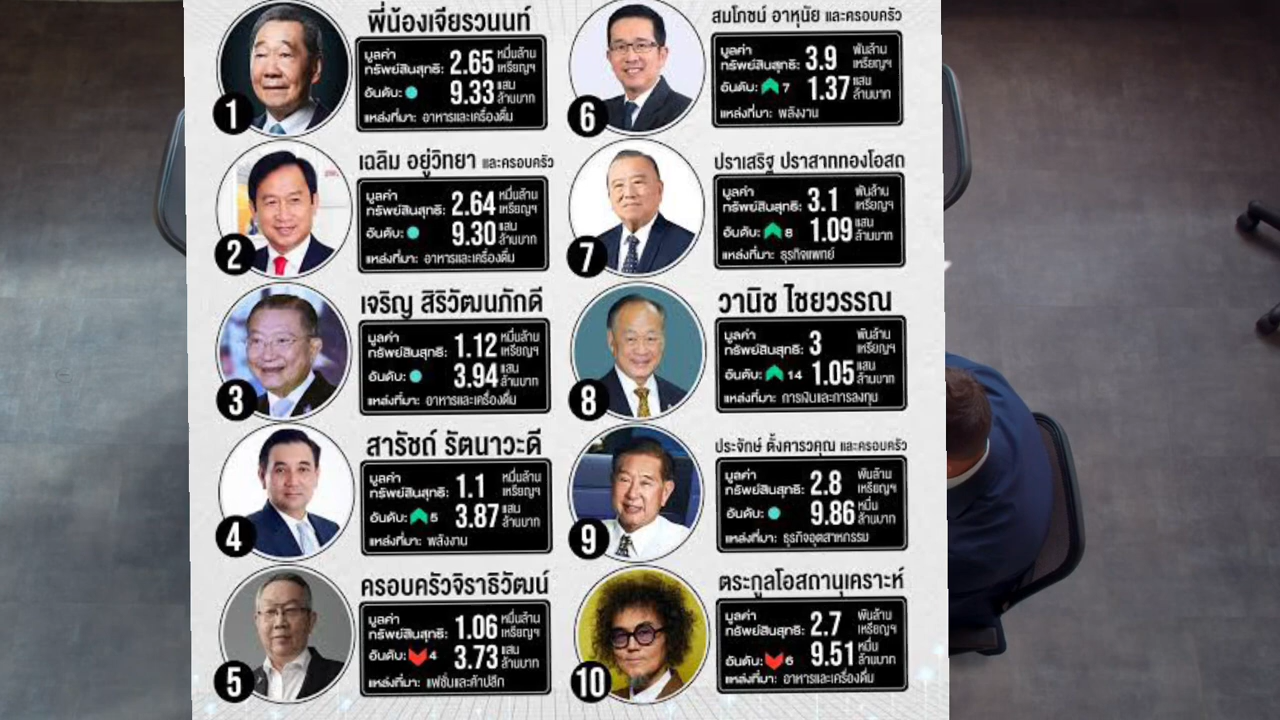 1
พี่น้องเจียรวนนท์
มูลค่า
ทรัพย์สินสุทธิ: 2.65 หมื่นล้าน
เหรียญฯ
อันดับ: 9.33 แสน
ล้านบาท
แหล่งที่มา: อาหารและเครื่องดื่ม
2
เฉลิม อยู่วิทยา และครอบครัว
มูลค่า
ทรัพย์สินสุทธิ: 2.64 หมื่นล้าน
เหรียญฯ
อันดับ: 9.30 แสน
ล้านบาท
แหล่งที่มา: อาหารและเครื่องดื่ม
3
เจริญ สิริวัฒนภักดี
มูลค่า
ทรัพย์สินสุทธิ: 1.12 หมื่นล้าน
เหรียญฯ
อันดับ: 3.94 แสน
ล้านบาท
แหล่งที่มา: อาหารและเครื่องดื่ม
4
สารัชถ์ รัตนาวะดี
มูลค่า
ทรัพย์สินสุทธิ: 1.1 หมื่นล้าน
เหรียญฯ
อันดับ: 5 3.87 แสน
ล้านบาท
แหล่งที่มา: พลังงาน
5
ครอบครัวจิราธิวัฒน์
มูลค่า
ทรัพย์สินสุทธิ: 1.06 หมื่นล้าน
เหรียญฯ
อันดับ: 4 3.73 แสน
ล้านบาท
แหล่งที่มา: แฟชั่นและค้าปลีก
6
สมโภชน์ อาหุนัย และครอบครัว
มูลค่า
ทรัพย์สินสุทธิ: 3.9 พันล้าน
เหรียญฯ
อันดับ: 7 1.37 แสน
ล้านบาท
แหล่งที่มา: พลังงาน
7
ปราเสริฐ ปราสาททองโอสถ
มูลค่า
ทรัพย์สินสุทธิ: 3.1 พันล้าน
เหรียญฯ
อันดับ: 8 1.09 แสน
ล้านบาท
แหล่งที่มา: ธุรกิจแพทย์
8
วานิช ไชยวรรณ
มูลค่า
ทรัพย์สินสุทธิ: 3 พันล้าน
เหรียญฯ
อันดับ: 14 1.05 แสน
ล้านบาท
แหล่งที่มา: การเงินและการลงทุน
9
ประจักษ์ ตั้งคารวคุณ และครอบครัว
มูลค่า
ทรัพย์สินสุทธิ: 2.8 พันล้าน
เหรียญฯ
อันดับ: 9.86 หมื่น
ล้านบาท
แหล่งที่มา: ธุรกิจอุตสาหกรรม
10
ตระกูลโอสถานุเคราะห์
มูลค่า
ทรัพย์สินสุทธิ: 2.7 พันล้าน
เหรียญฯ
อันดับ: 6 9.51 หมื่น
ล้านบาท
แหล่งที่มา: อาหารและเครื่องดื่ม